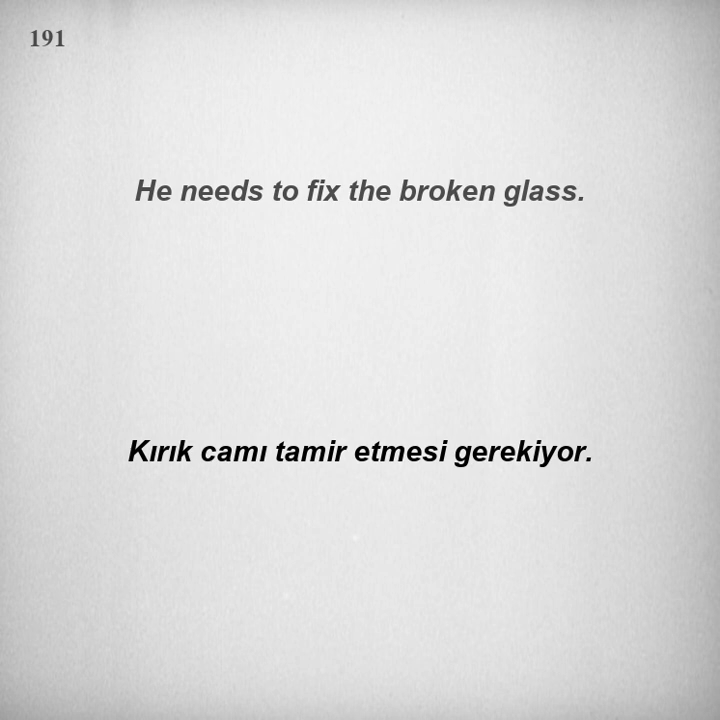 191
He needs to fix the broken glass.
Kırık camı tamir etmesi gerekiyor.